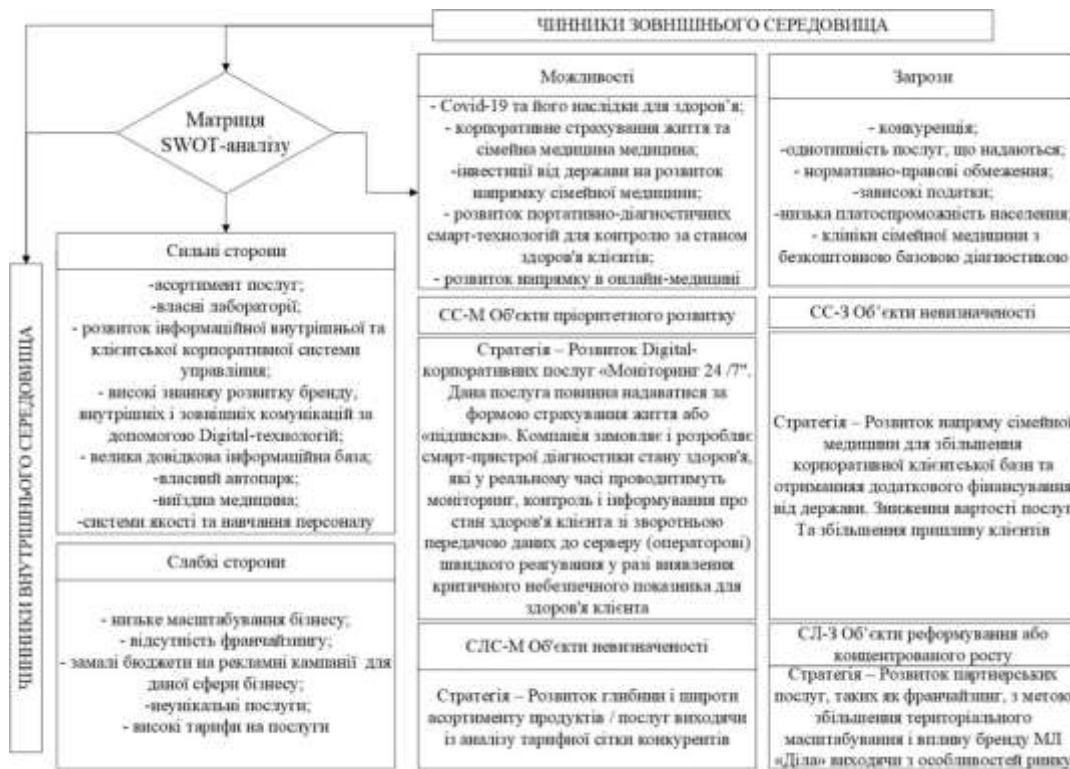 ЧИННИКИ ЗОВНІШНЬОГО СЕРЕДОВИЩА
Матриця
SWOT-аналізу
Можливості
- Covid-19 та його наслідки для здоров'я;
- корпоративне страхування життя та
сімейна медицина медицина;
-інвестиції від держави на розвиток
напрямку сімейної медицини;
- розвиток портативно-діагностичних
смарт-технологій для контролю за станом
здоров'я клієнтів;
- розвиток напрямку в онлайн-медицині
Загрози
- конкуренція;
-однотипність послуг, що надаються;
- нормативно-правові обмеження;
-зависокі податки;
-низька платоспроможність населення;
- клініки сімейної медицини з
безкоштовною базовою діагностикою
ЧИННИКИ ВНУТРІШНЬОГО СЕРЕДОВИЩА
Сильні сторони
-асортимент послуг;
-власні лабораторії;
- розвиток інформаційної внутрішньої та
клієнтської корпоративної системи
управління;
- високі знанняу розвитку бренду,
внутрішніх і зовнішніх комунікацій за
допомогою Digital-технологій;
- велика довідкова інформаційна база;
-власний автопарк;
-виїздна медицина;
-системи якості та навчання персоналу
СС-М Об'єкти пріоритетного розвитку
Стратегія – Розвиток Digital-
корпоративних послуг «Моніторинг 24 /7".
Дана послуга повинна надаватися за
формою страхування життя або
«підписки». Компанія замовляє і розробляє
смарт-пристрої діагностики стану здоров'я,
які у реальному часі проводитимуть
моніторинг, контроль і інформування про
стан здоров'я клієнта зі зворотньою
передачою даних до серверу (операторові)
швидкого реагування у разі виявлення
критичного небезпечного показника для
здоров'я клієнта
СС-З Об'єкти невизначеності
Стратегія – Розвиток напряму сімейної
медицини для збільшення
корпоративної клієнтської бази та
отриманняя додаткового фінансування
від держави. Зниження вартості послуг
Та збільшення припливу клієнтів
Слабкі сторони
- низьке масштабування бізнесу;
- відсутність франчайзингу;
- замалі бюджети на рекламні кампанії для
даної сфери бізнесу;
-неунікальні послуги;
- високі тарифи на послуги
СЛС-М Об'єкти невизначеності
Стратегія – Розвиток глибини і широти
асортименту продуктів / послуг виходячи
із аналізу тарифної сітки конкурентів
СЛ-З Об'єкти реформування або
концентрованого росту
Стратегія – Розвиток партнерських
послуг, таких як франчайзинг, з метою
збільшення територіального
масштабування і впливу бренду МЛ
«Діла» виходячи з особливостей ринку